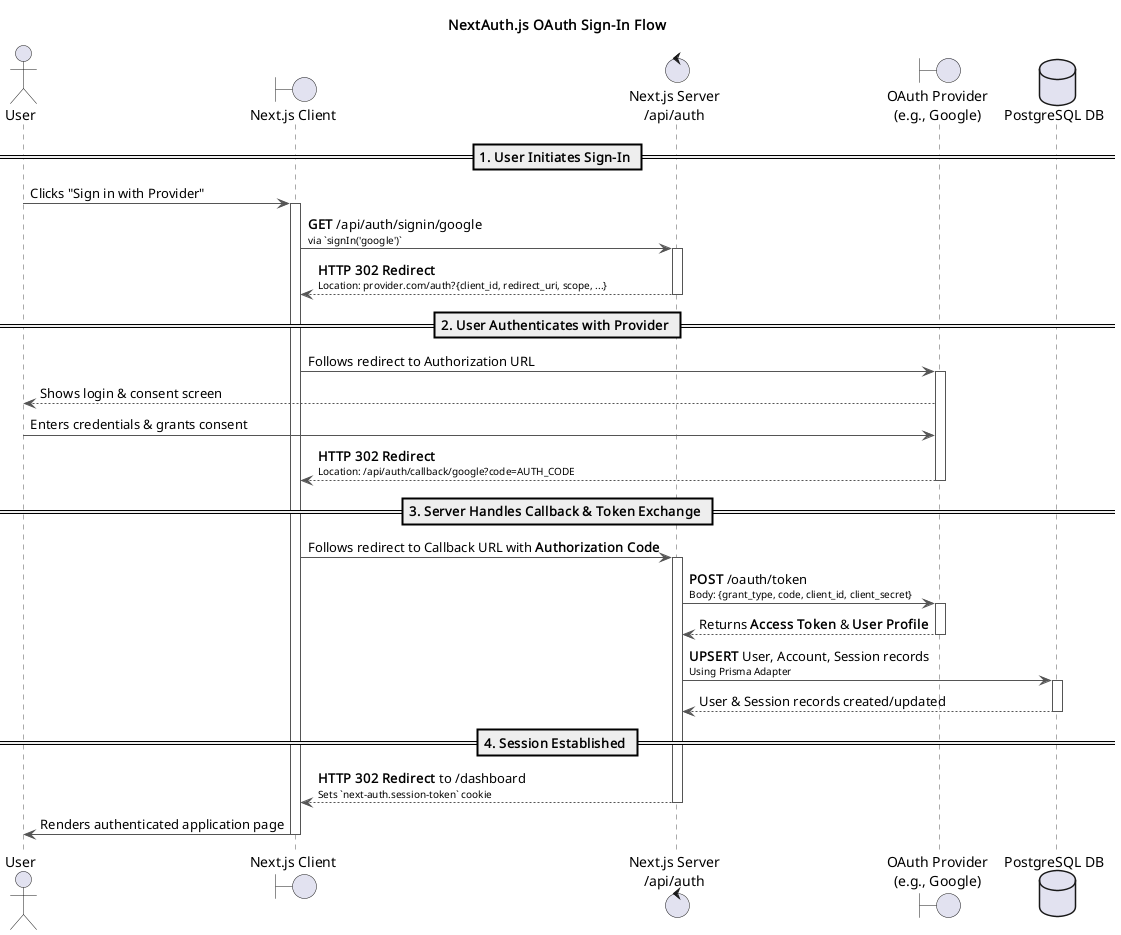 NextAuth.js OAuth Sign-In Flow
User
Next.js Client
Next.js Server
/api/auth
OAuth Provider
(e.g., Google)
PostgreSQL DB
1. User Initiates Sign-In
Clicks "Sign in with Provider"
GET /api/auth/signin/google
via `signIn('google')`
HTTP 302 Redirect
Location: provider.com/auth?{client_id, redirect_uri, scope, ...}
2. User Authenticates with Provider
Follows redirect to Authorization URL
Shows login & consent screen
Enters credentials & grants consent
HTTP 302 Redirect
Location: /api/auth/callback/google?code=AUTH_CODE
3. Server Handles Callback & Token Exchange
Follows redirect to Callback URL with Authorization Code
POST /oauth/token
Body: {grant_type, code, client_id, client_secret}
Returns Access Token & User Profile
UPSERT User, Account, Session records
Using Prisma Adapter
User & Session records created/updated
4. Session Established
HTTP 302 Redirect to /dashboard
Sets `next-auth.session-token` cookie
Renders authenticated application page
User
Next.js Client
Next.js Server
/api/auth
OAuth Provider
(e.g., Google)
PostgreSQL DB